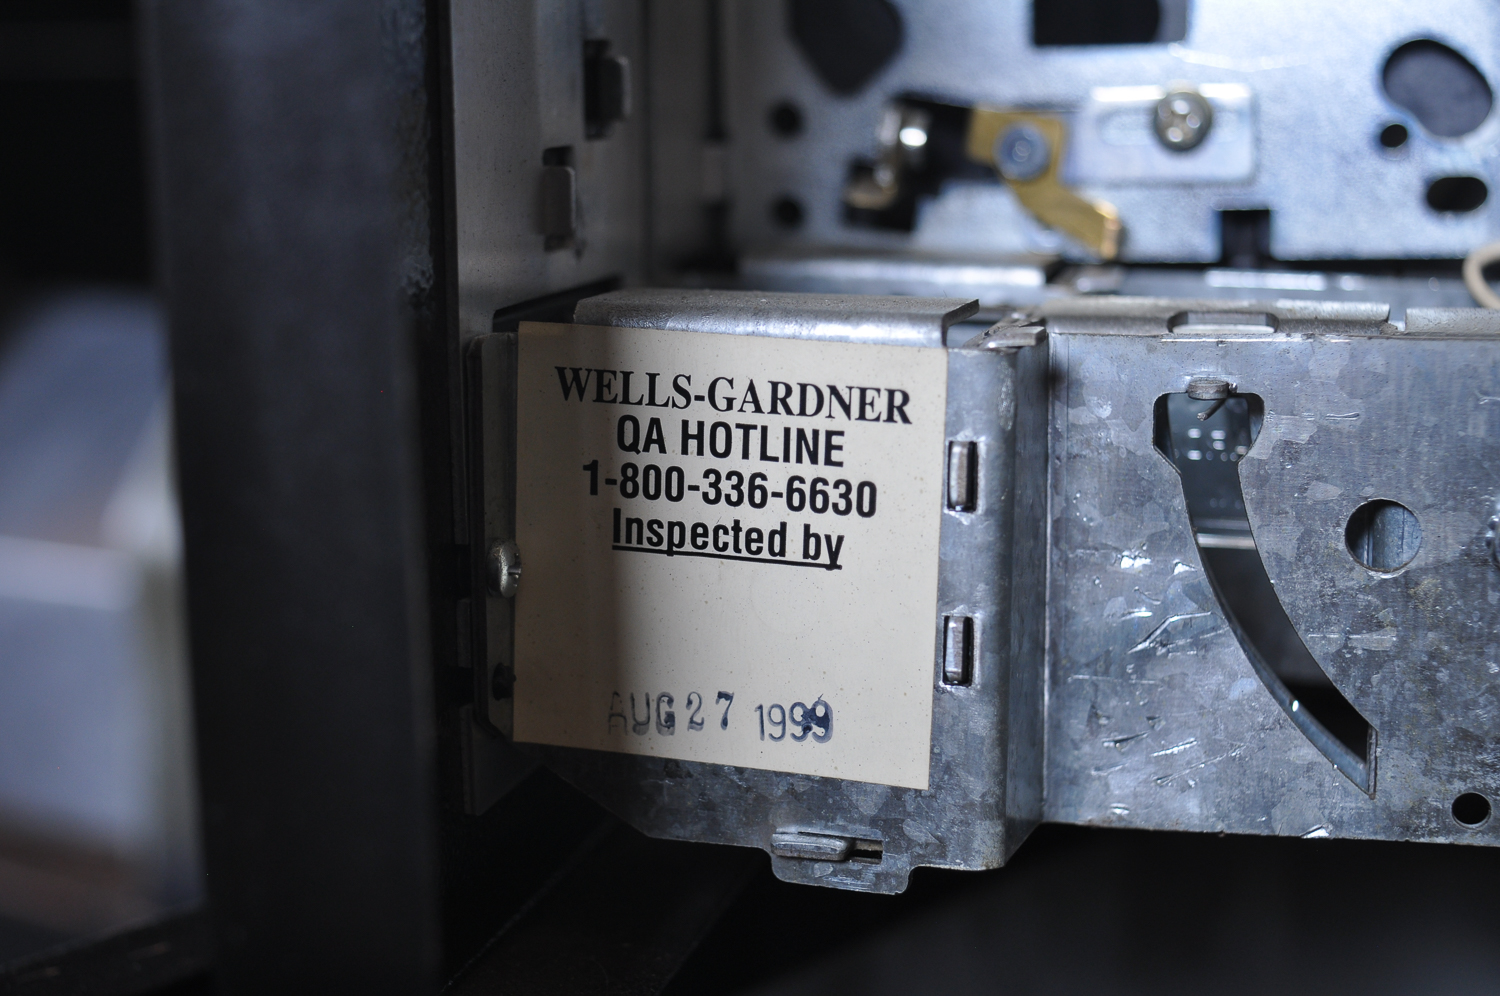 WELLS-GARDNER
QA HOTLINE
1-800-336-6630
Inspected by
AUG 27 1999